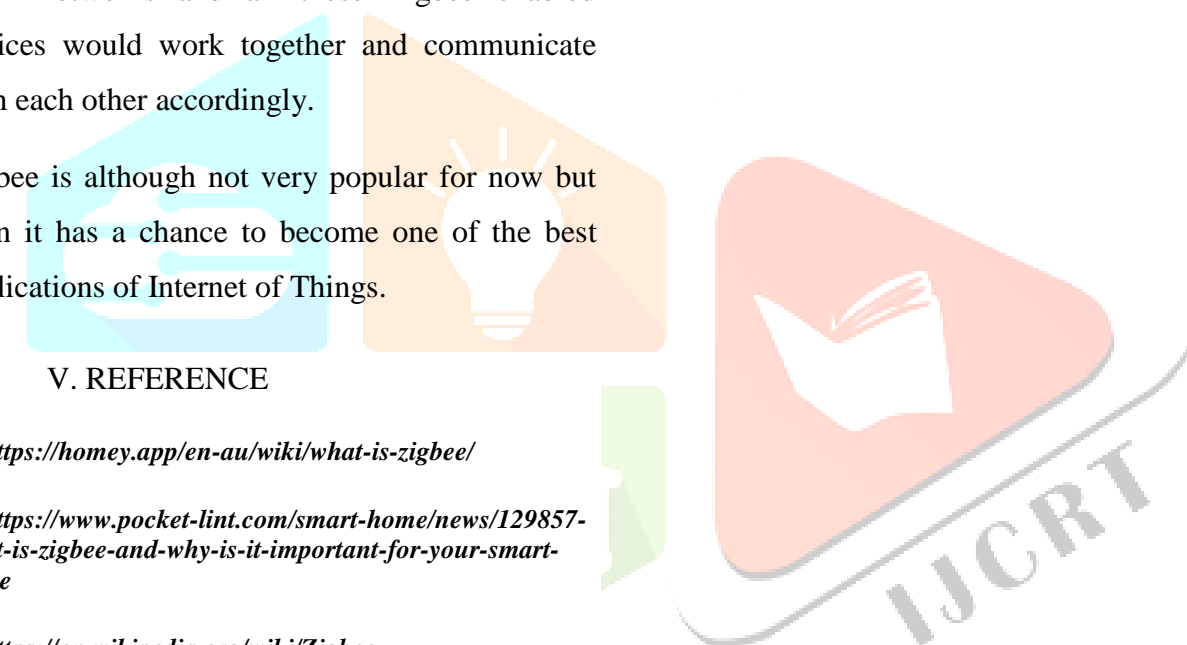 ices would work together and communicate
each other accordingly.
bee is although not very popular for now but
it has a chance to become one of the best
lications of Internet of Things.
V. REFERENCE
ttps://homey.app/en-au/wiki/what-is-zigbee/
ttps://www.pocket-lint.com/smart-home/news/129857-
t-is-zigbee-and-why-is-it-important-for-your-smart-
e
IJCRT